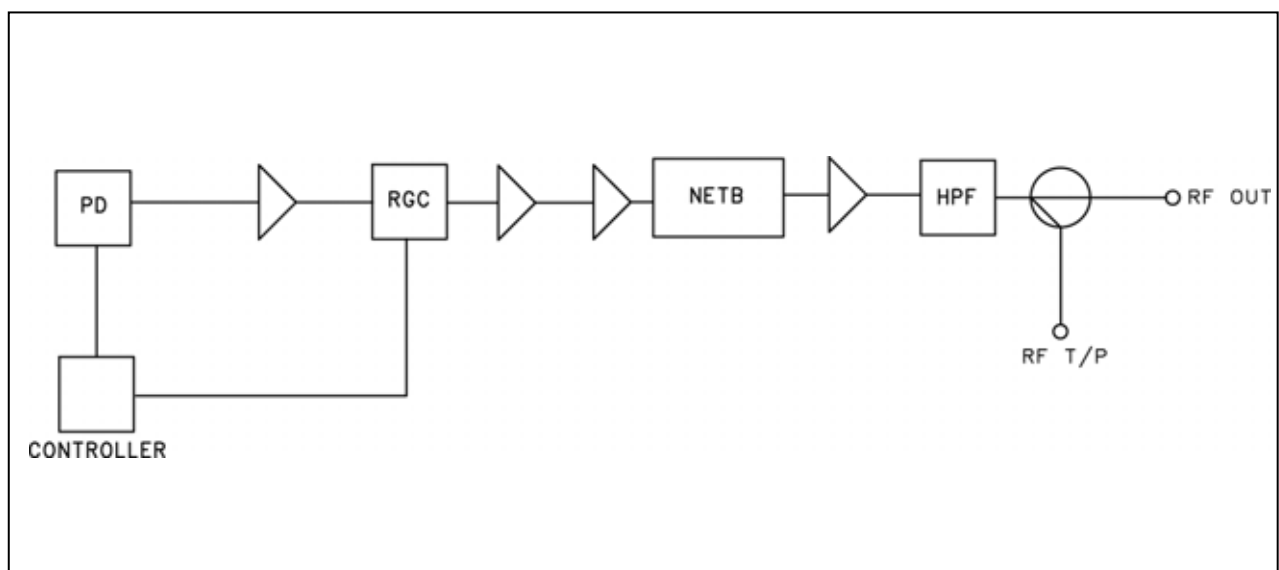 PD
RGC
NETB
HPF
RF OUT
RF T/P
CONTROLLER